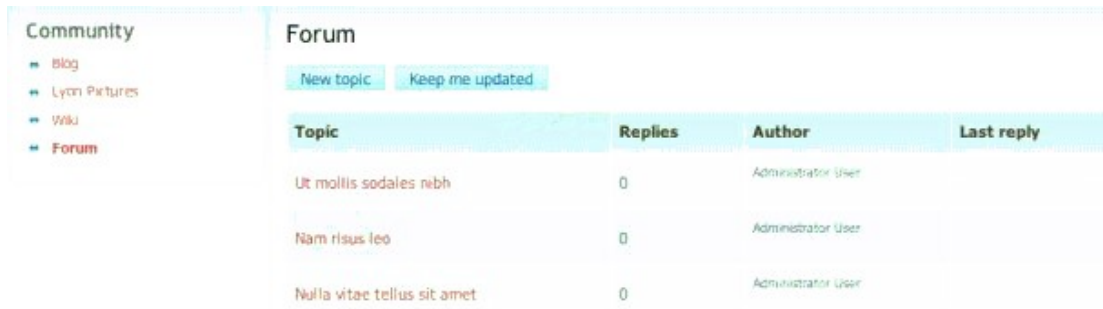 Community
Blog
Lyon Pictures
Wiki
Forum
Forum
New topic Keep me updated
Topic Replies Author Last reply
Ut mollis sodales nibh 0 Administrator User
Nam risus leo 0 Administrator User
Nulla vitae tellus sit amet 0 Administrator User